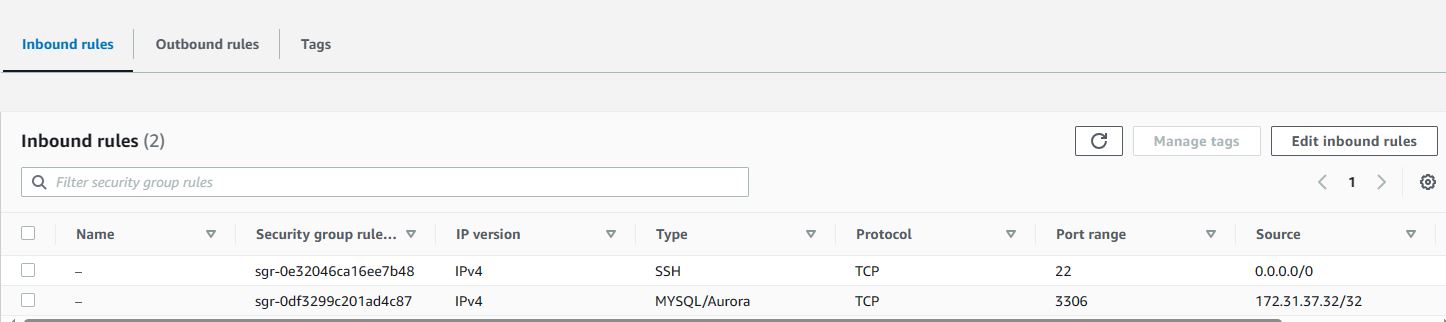 Inbound rules Outbound rules Tags
Inbound rules (2) Manage tags Edit inbound rules
Filter security group rules 1
Name Security group rule... IP version Type Protocol Port range Source
– sgr-0e32046ca16ee7b48 IPv4 SSH TCP 22 0.0.0.0/0
– sgr-0df3299c201ad4c87 IPv4 MYSQL/Aurora TCP 3306 172.31.37.32/32